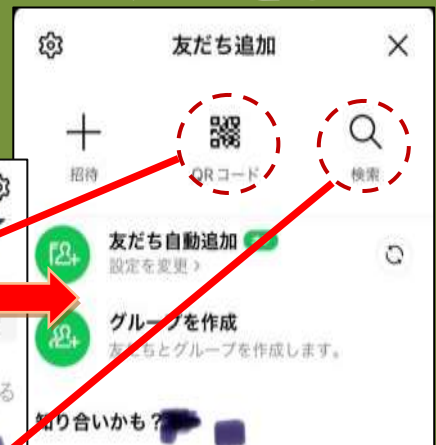 友だち追加
招待
QRコード
検索
友だち自動追加
設定を変更 >
グループを作成
友だちとグループを作成します。
る
知り合いかも？